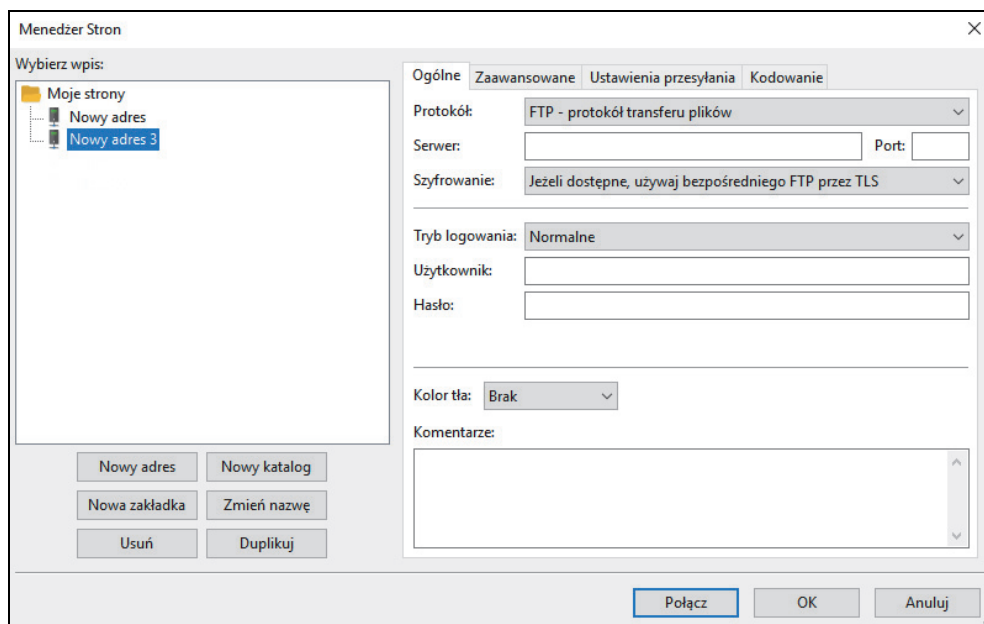 Menedżer Stron
Wybierz wpis:
Moje strony
Nowy adres
Nowy adres 3
Nowy adres
Nowy katalog
Nowa zakładka
Zmień nazwę
Usuń
Duplikuj
Ogólne
Zaawansowane
Ustawienia przesyłania
Kodowanie
Protokół:
FTP - protokół transferu plików
Serwer:
Port:
Szyfrowanie:
Jeżeli dostępne, używaj bezpośredniego FTP przez TLS
Tryb logowania:
Normalne
Użytkownik:
Hasło:
Kolor tła:
Brak
Komentarze:
Połącz
OK
Anuluj